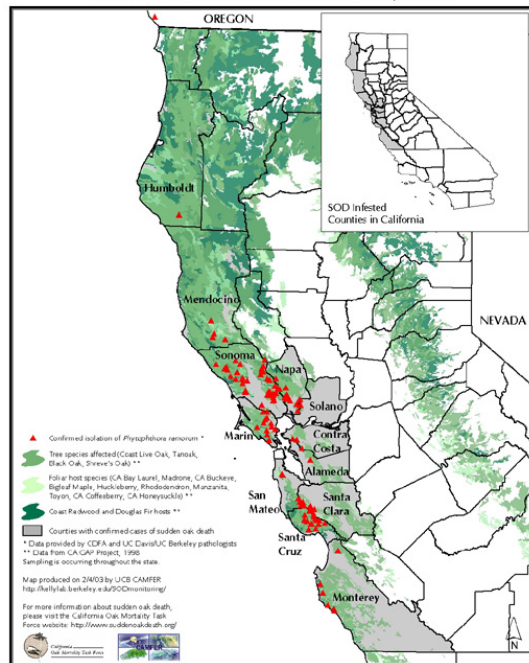 OREGON
SOD Infested
Counties in California
Humboldt
Mendocino
NEVADA
Sonoma
Napa
Solano
Marin
Contra
Costa
Alameda
San
Mateo
Santa
Clara
Santa
Cruz
Monterey
Confirmed isolation of Phytophthora ramorum *
Tree species affected (Coast Live Oak, Tanoak,
Black Oak, Shreve's Oak) **
Foliar host species (CA Bay Laurel, Madrone, CA Buckeye,
Bigleaf Maple, Huckleberry, Rhododendron, Manzanita,
Toyon, CA Coffeeberry, CA Honeysuckle) **
Coast Redwood and Douglas Fir hosts **
Counties with confirmed cases of sudden oak death
* Data provided by CDFA and UC Davis/UC Berkeley pathologists
** Data from CA GAP Project, 1998
Sampling is occurring throughout the state.
Map produced on 2/4/03 by UCB CAMFER
http://kellylab.berkeley.edu/SODmonitoring/
For more information about sudden oak death,
please visit the California Oak Mortality Task
Force website: http://www.suddenoakdeath.org/
California
Oak Mortality Task Force
CAMFER
N